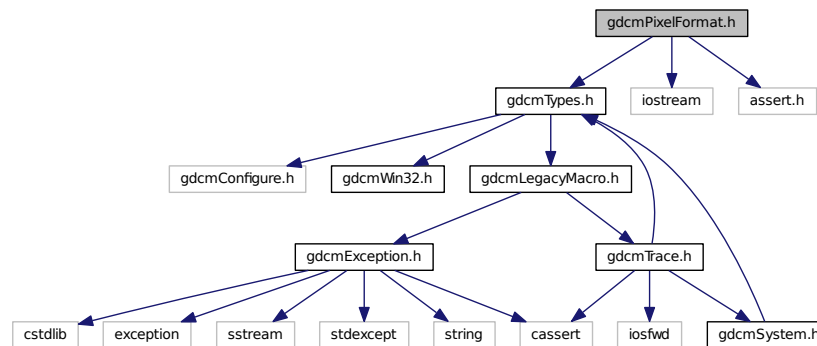 gdcmPixelFormat.h
gdcmTypes.h iostream assert.h
gdcmConfigure.h gdcmWin32.h gdcmLegacyMacro.h
gdcmException.h gdcmTrace.h
cstdlib exception sstream stdexcept string cassert iosfwd gdcmSystem.h